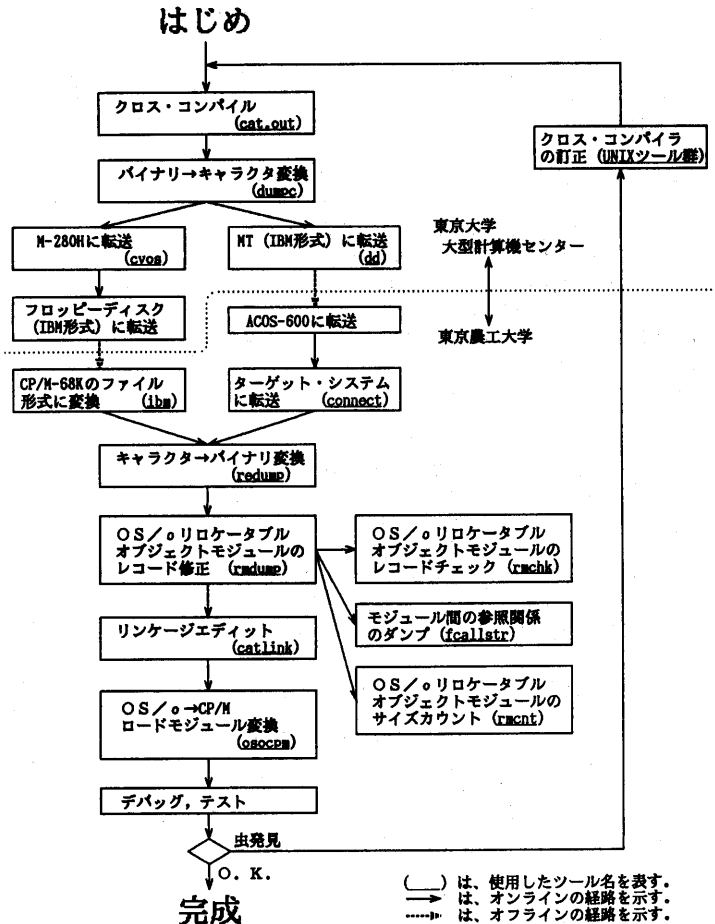 はじめ
クロス・コンパイル
(cat.out)
クロス・コンパイラ
の訂正 (UNIXツール群)
バイナリ→キャラクタ変換
(dumpc)
M-280Hに転送
(cvos)
MT (IBM形式) に転送
(dd)
東京大学
大型計算機センター
フロッピーディスク
(IBM形式) に転送
ACOS-600に転送
東京農工大学
CP/M-68Kのファイル
形式に変換 (ibm)
ターゲット・システム
に転送 (connect)
キャラクタ→バイナリ変換
(redump)
OS/oリロケータブル
オブジェクトモジュールの
レコード修正 (rmdump)
OS/oリロケータブル
オブジェクトモジュールの
レコードチェック (rmchk)
リンケージエディット
(catlink)
モジュール間の参照関係
のダンプ (fcallstr)
OS/o→CP/M
ロードモジュール変換
(osocpm)
OS/oリロケータブル
オブジェクトモジュールの
サイズカウント (rmcnt)
デバッグ,テスト
虫発見
O. K.
完成
(___) は、使用したツール名を表す。
→ は、オンラインの経路を示す。
は、オフラインの経路を示す。